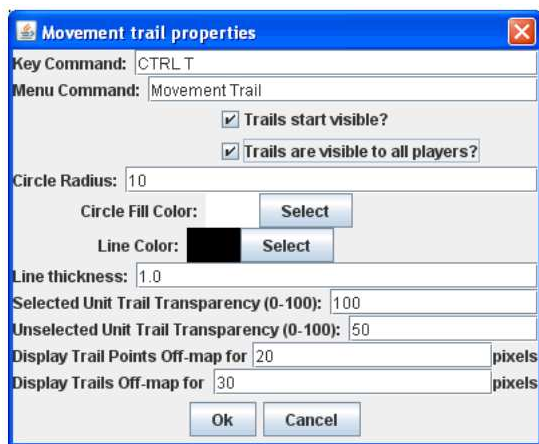 Movement trail properties
Key Command: CTRL T
Menu Command: Movement Trail
Trails start visible?
Trails are visible to all players?
Circle Radius: 10
Circle Fill Color: Select
Line Color: Select
Line thickness: 1.0
Selected Unit Trail Transparency (0-100): 100
Unselected Unit Trail Transparency (0-100): 50
Display Trail Points Off-map for 20 pixels
Display Trails Off-map for 30 pixels
Ok Cancel